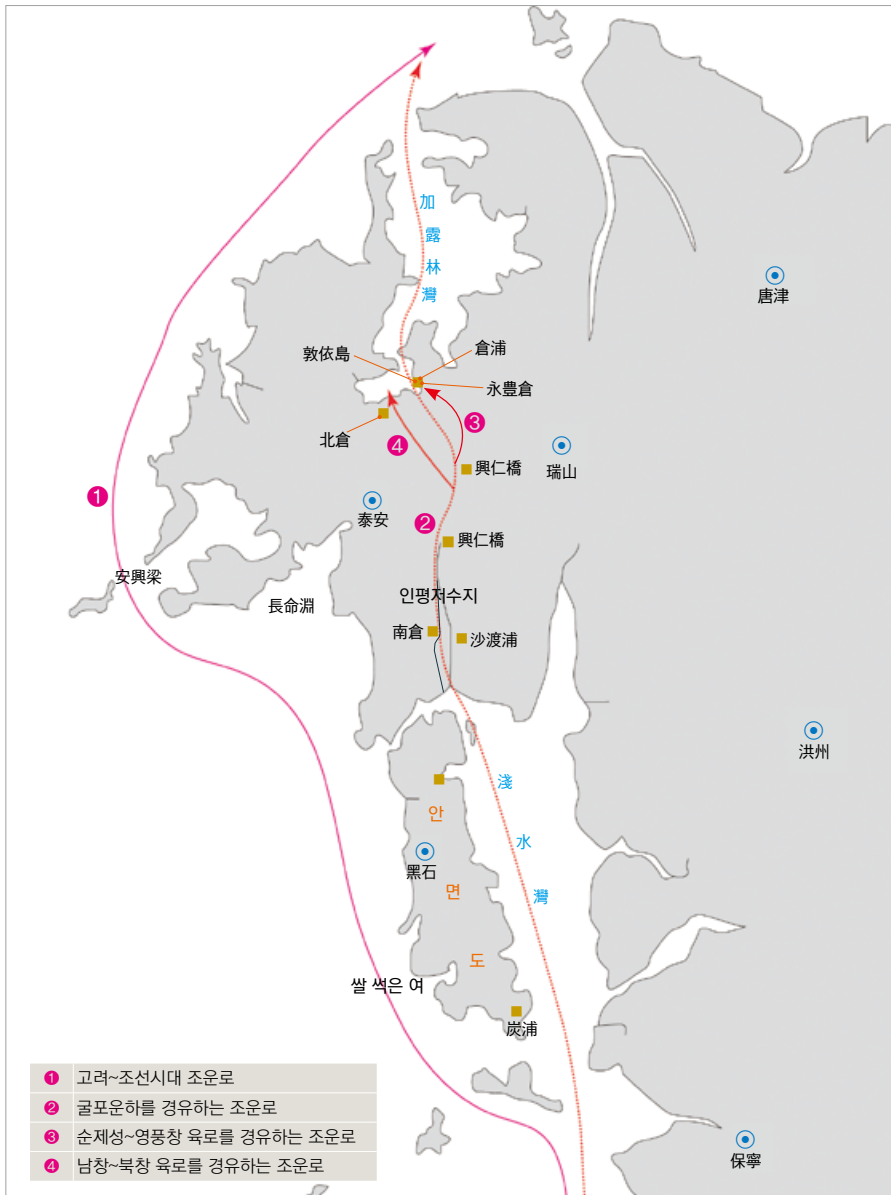 加
露
林
灣
唐津
敦依島
倉浦
永豊倉
北倉
❸
❹
興仁橋
瑞山
❶
泰安
❷
興仁橋
安興梁
長命淵
인평저수지
南倉
沙渡浦
洪州
淺
水
灣
안
면
도
黑石
쌀 썩은 여
炭浦
保寧
❶ 고려~조선시대 조운로
❷ 굴포운하를 경유하는 조운로
❸ 순제성~영풍창 육로를 경유하는 조운로
❹ 남창~북창 육로를 경유하는 조운로